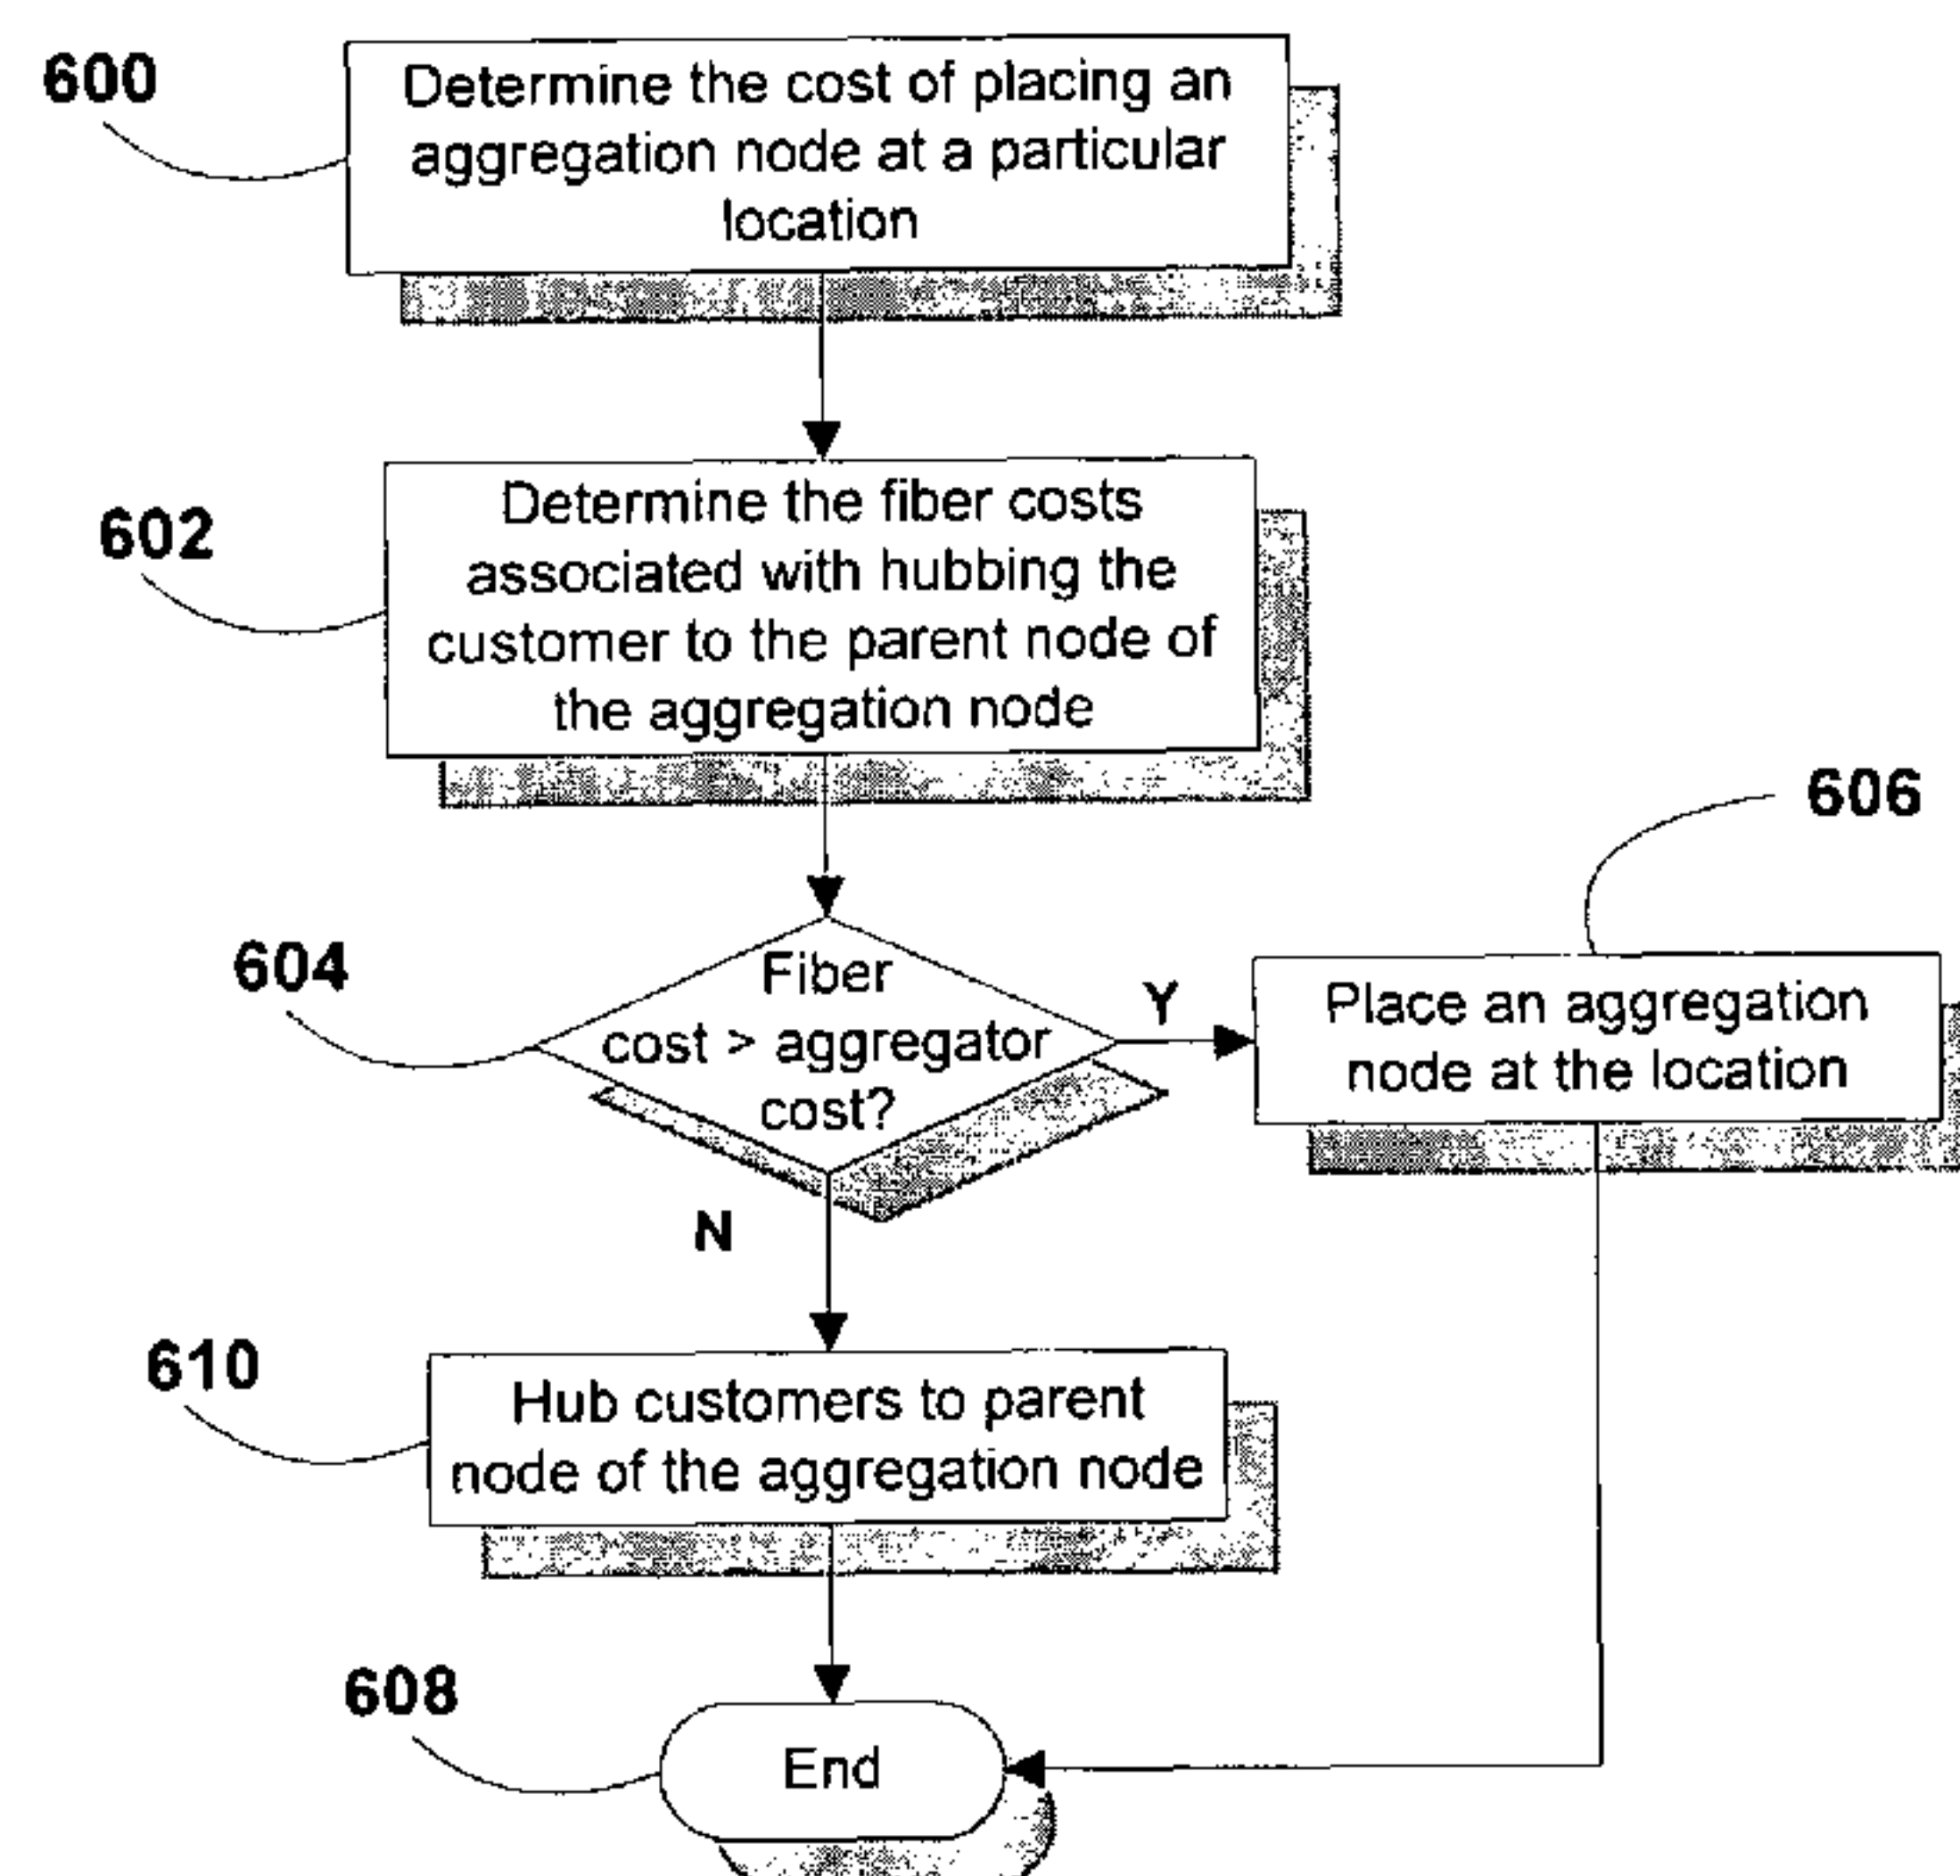 600
Determine the cost of placing an
aggregation node at a particular
location
602
Determine the fiber costs
associated with hubbing the
customer to the parent node of
the aggregation node
604
Fiber
cost > aggregator
cost?
Y
606
Place an aggregation
node at the location
N
610
Hub customers to parent
node of the aggregation node
608
End